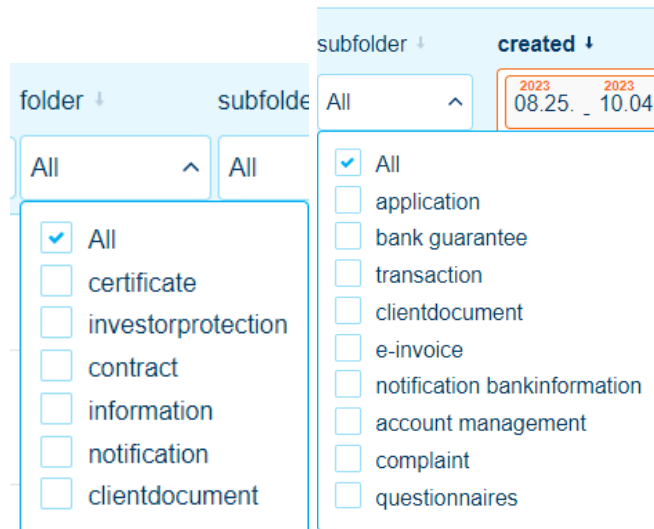 folder ↓ subfolde
All All
All
certificate
investorprotection
contract
information
notification
clientdocument
subfolder ↓ created ↓
All 2023 08.25. - 2023 10.04
All
application
bank guarantee
transaction
clientdocument
e-invoice
notification bankinformation
account management
complaint
questionnaires